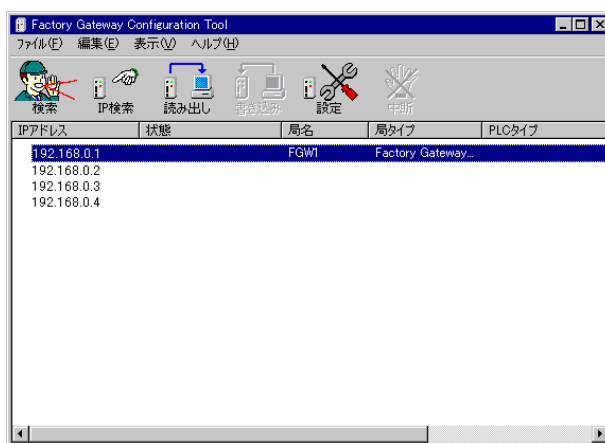 Factory Gateway Configuration Tool
ファイル(F) 編集(E) 表示(V) ヘルプ(H)
検索 IP検索 読み出し 書き込み 設定 中断
IPアドレス 状態 局名 局タイプ PLCタイプ
192.168.0.1 FGW1 Factory Gateway...
192.168.0.2
192.168.0.3
192.168.0.4